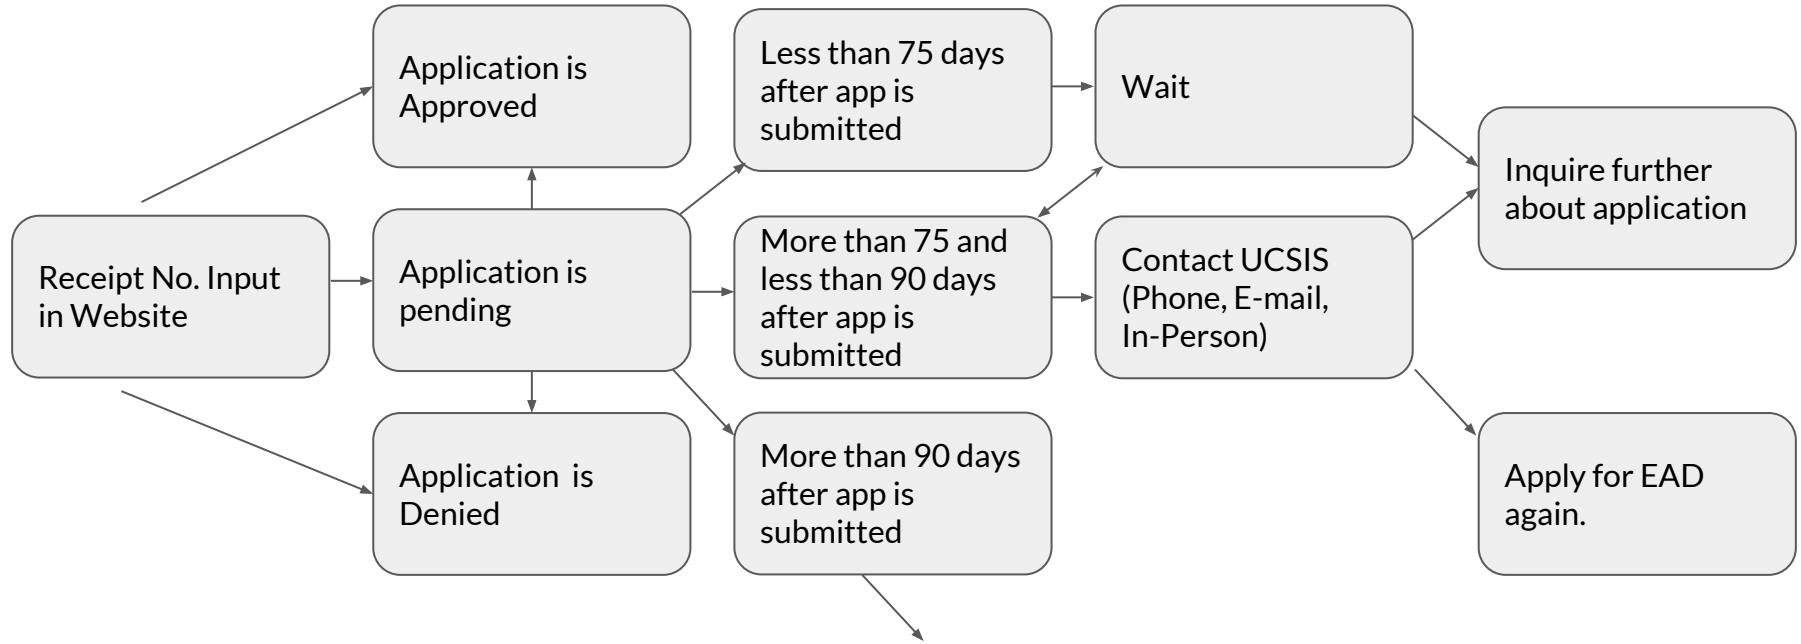 Application is
Approved
Less than 75 days
after app is
submitted
Wait
Inquire further
about application
Receipt No. Input
in Website
Application is
pending
More than 75 and
less than 90 days
after app is
submitted
Contact UCSIS
(Phone, E-mail,
In-Person)
Application  is
Denied
More than 90 days
after app is
submitted
Apply for EAD
again.